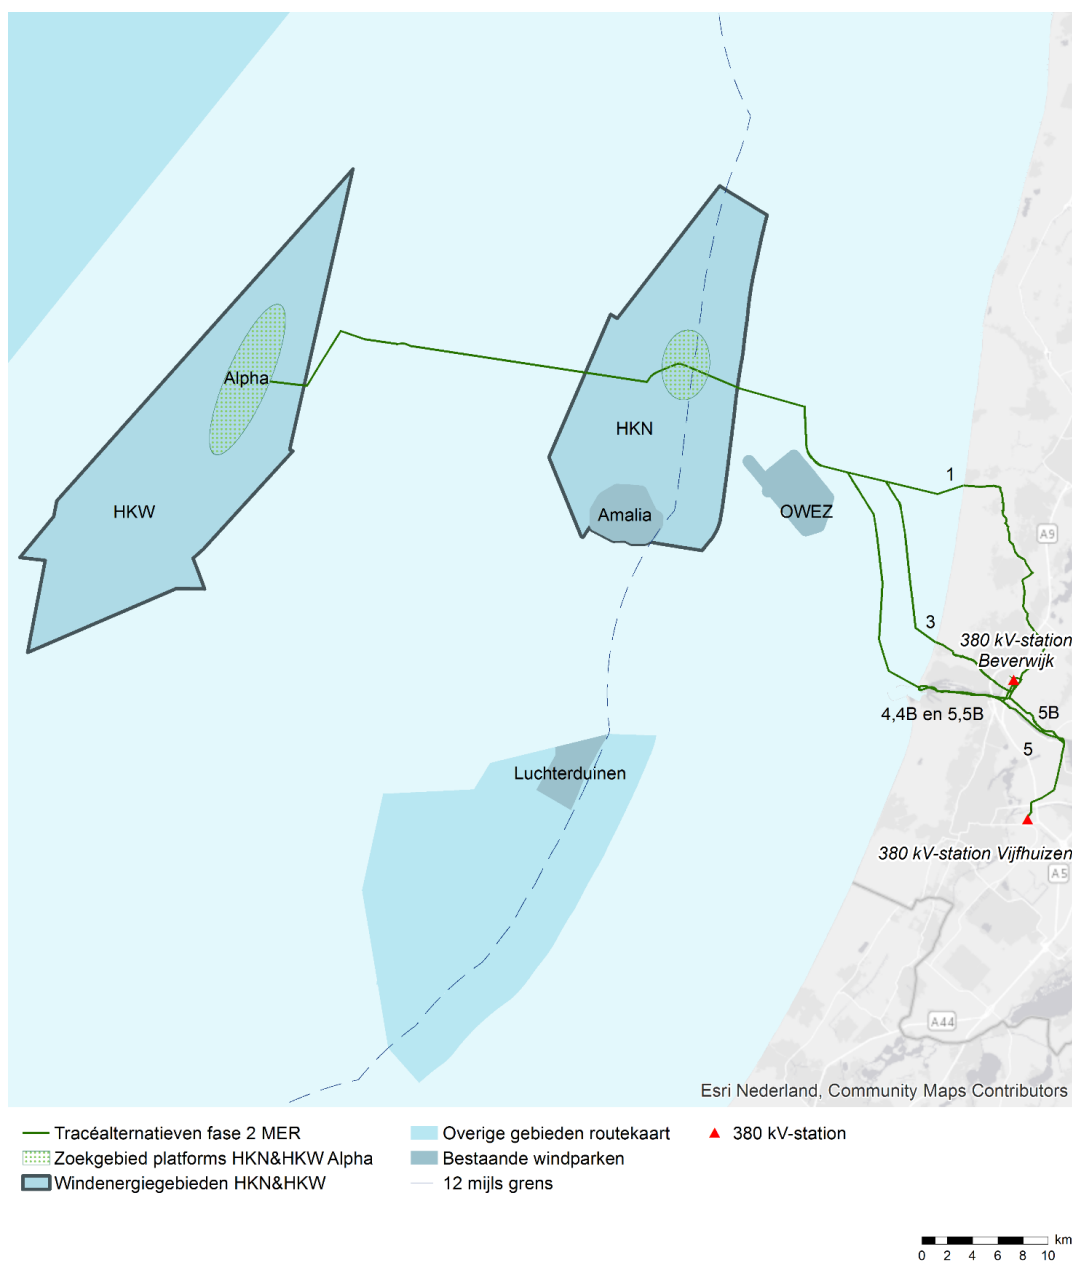 1
A9
Alpha
HKN
HKW
Amalia
OWEZ
3
380 kV-station
Beverwijk
4,4B en 5,5B
5B
5
Luchterduinen
380 kV-station Vijfhuizen
A5
A44
Esri Nederland, Community Maps Contributors
Tracéalternatieven fase 2 MER
Zoekgebied platforms HKN&HKW Alpha
Windenergiegebieden HKN&HKW
Overige gebieden routekaart
Bestaande windparken
12 mijls grens
380 kV-station
km
0 2 4 6 8 10